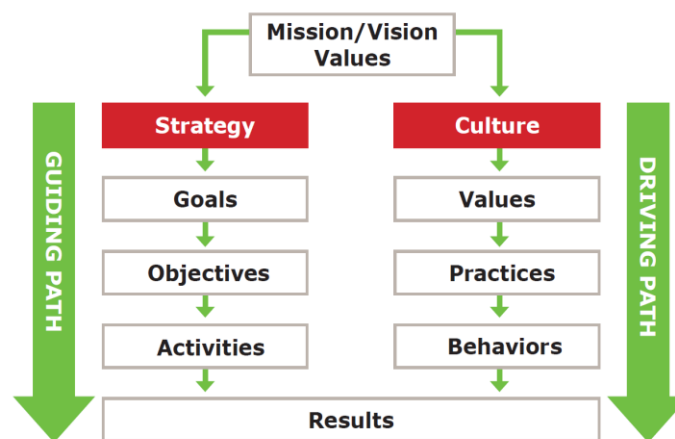 Mission/Vision
Values
GUIDING PATH
Strategy
Goals
Objectives
Activities
Culture
Values
Practices
Behaviors
DRIVING PATH
Results